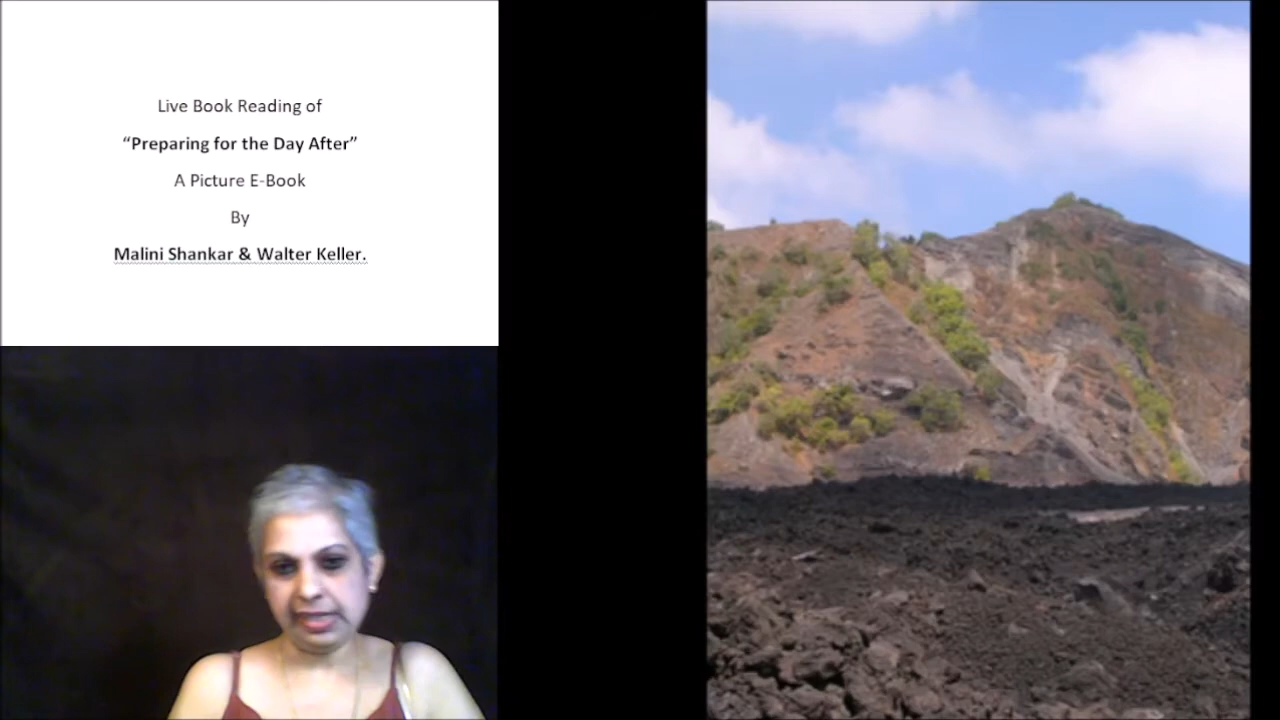 Live Book Reading of
“Preparing for the Day After”
A Picture E-Book
By
Malini Shankar & Walter Keller.